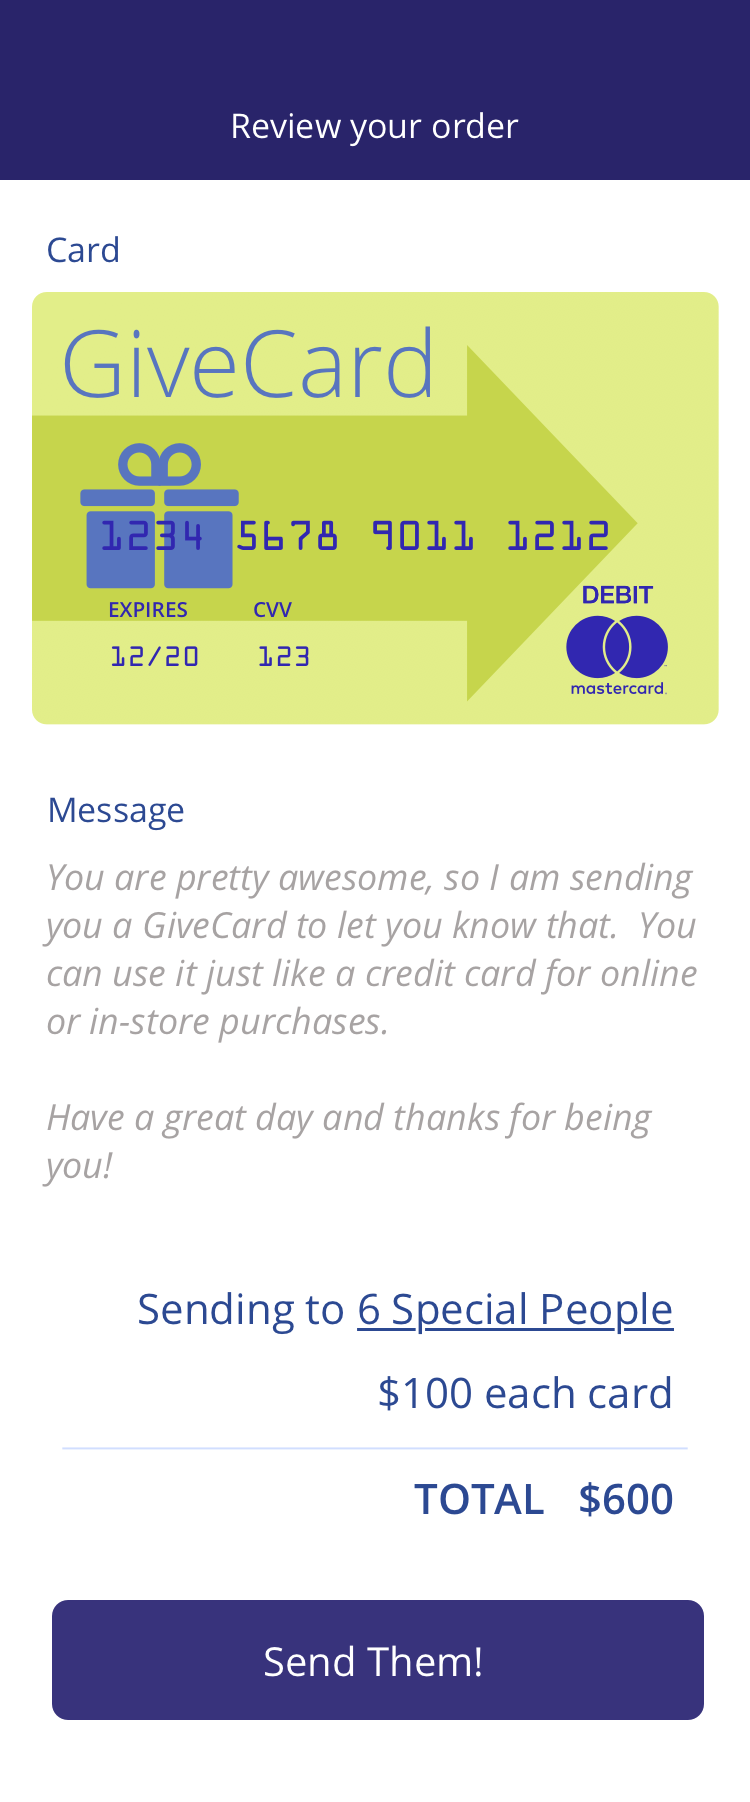 Review your order
Card
GiveCard
1234 5678 9011 1212
EXPIRES CVV
12/20 123
DEBIT
mastercard.
Message
You are pretty awesome, so I am sending
you a GiveCard to let you know that.  You
can use it just like a credit card for online
or in-store purchases.
Have a great day and thanks for being
you!
Sending to 6 Special People
$100 each card
TOTAL $600
Send Them!